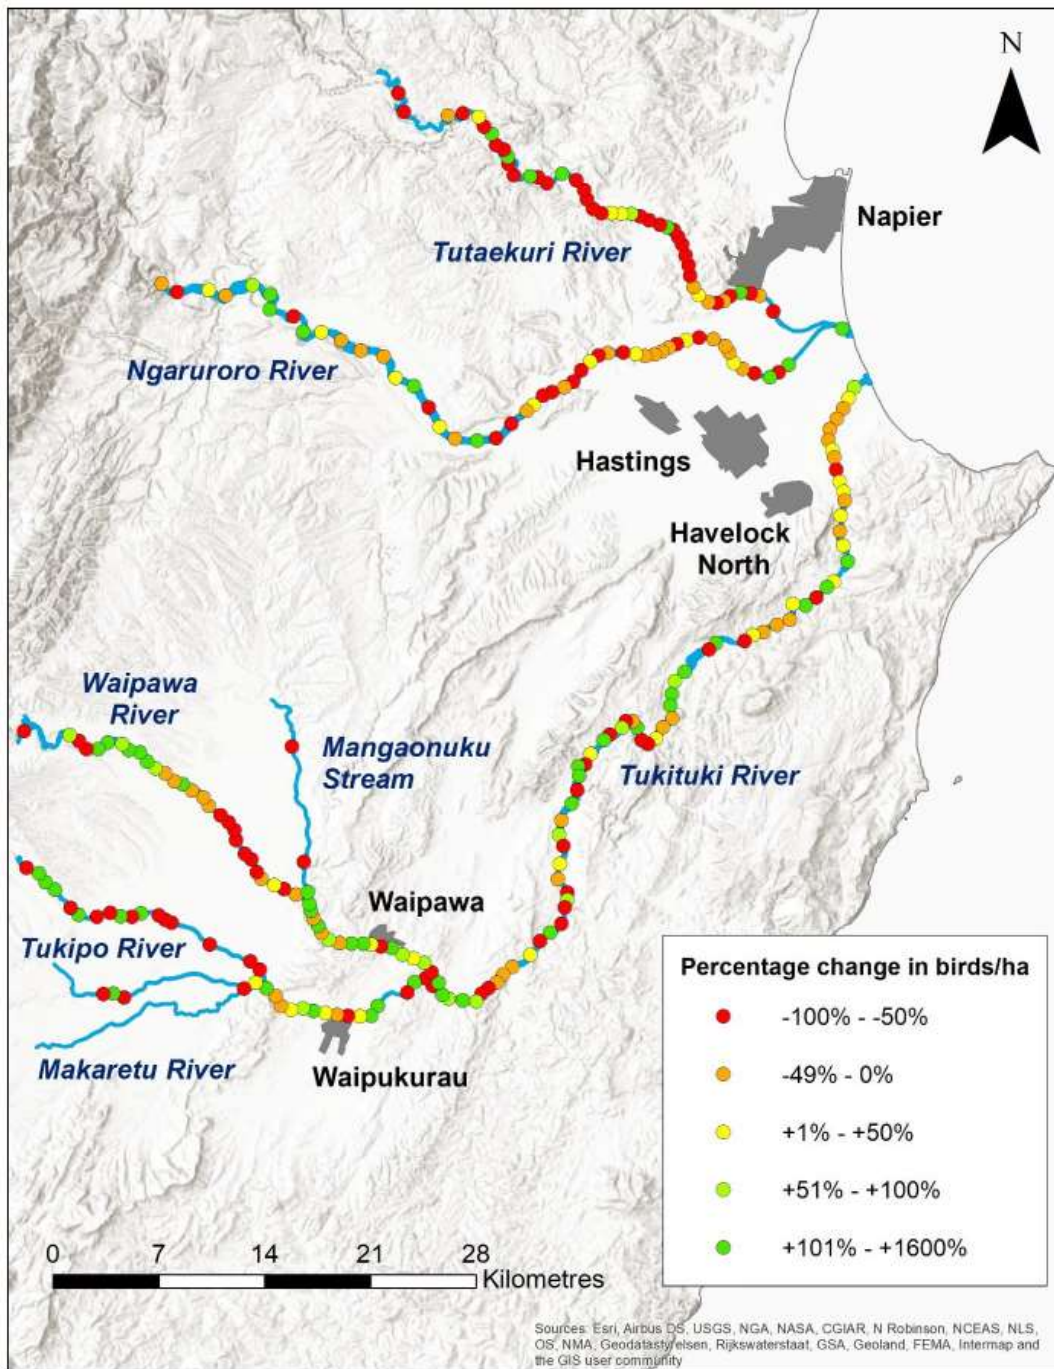 N
Napier
Tutaekuri River
Ngaruroro River
Hastings
Havelock
North
Waipawa
River
Mangaonuku
Stream
Tukituki River
Waipawa
Tukipo River
Makaretu River
Waipukurau
Percentage change in birds/ha
-100% - -50%
-49% - 0%
+1% - +50%
+51% - +100%
+101% - +1600%
0 7 14 21 28
Kilometres
Sources: Esri, Airbus DS, USGS, NGA, NASA, CGIAR, N Robinson, NCEAS, NLS,
OS, NMA, Geodatastyrelsen, Rijkswaterstaat, GSA, Geoland, FEMA, Intermap and
the GIS user community